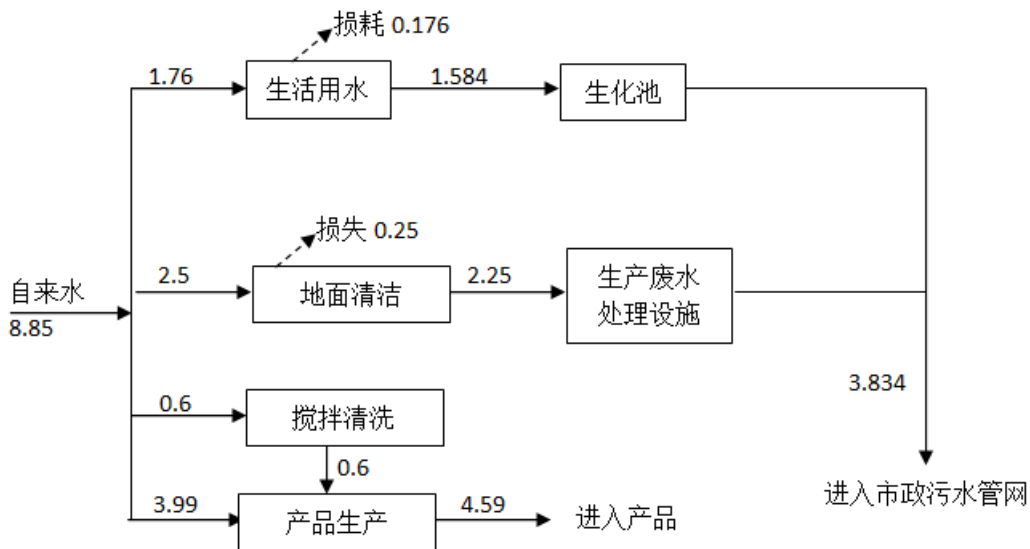 损耗 0.176
1.76
生活用水
1.584
生化池
损失 0.25
自来水
8.85
2.5
地面清洁
2.25
生产废水
处理设施
3.834
0.6
搅拌清洗
0.6
3.99
产品生产
4.59
进入产品
进入市政污水管网